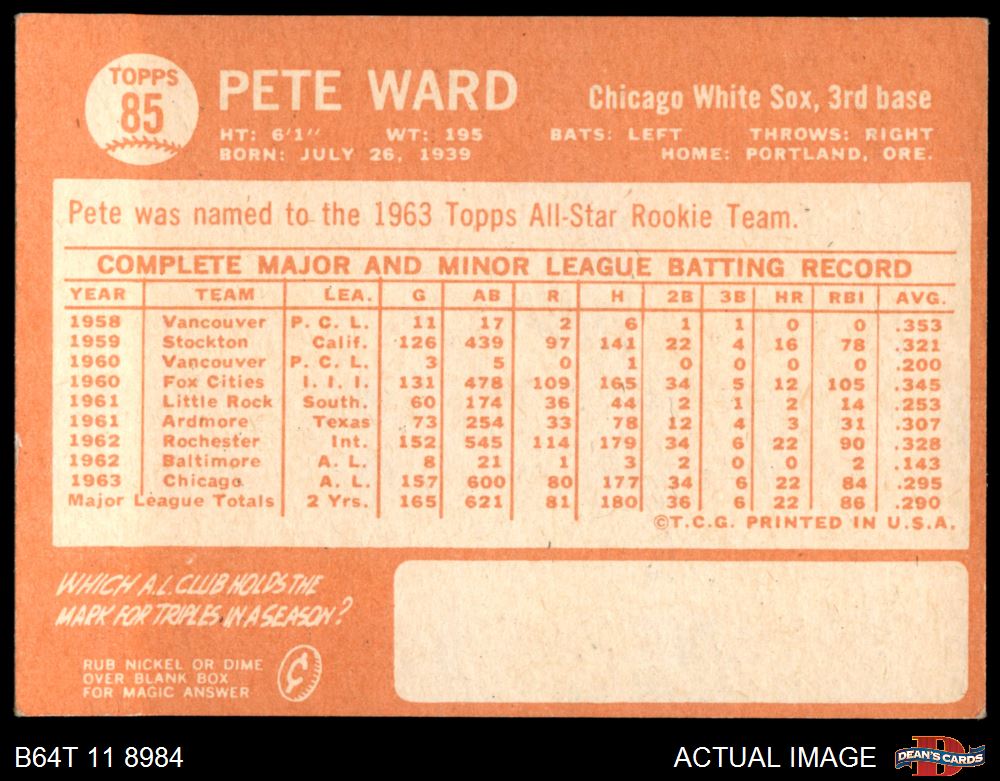 TOPPS
85
PETE WARD
Chicago White Sox, 3rd base
HT: 6'1" WT: 195 BATS: LEFT THROWS: RIGHT
BORN: JULY 26, 1939 HOME: PORTLAND, ORE.
Pete was named to the 1963 Topps All-Star Rookie Team.
COMPLETE MAJOR AND MINOR LEAGUE BATTING RECORD
YEAR TEAM LEA. G AB R H 2B 3B HR RBI AVG.
1958 Vancouver P. C. L. 11 17 2 6 1 1 0 0 .353
1959 Stockton Calif. 126 439 97 141 22 4 16 78 .321
1960 Vancouver P. C. L. 3 5 0 1 0 0 0 0 .200
1960 Fox Cities I. I. I. 131 478 109 165 34 5 12 105 .345
1961 Little Rock South. 60 174 36 44 2 1 2 14 .253
1961 Ardmore Texas 73 254 33 78 12 4 3 31 .307
1962 Rochester Int. 152 545 114 179 34 6 22 90 .328
1962 Baltimore A. L. 8 21 1 3 2 0 0 2 .143
1963 Chicago A. L. 157 600 80 177 34 6 22 84 .295
Major League Totals 2 Yrs. 165 621 81 180 36 6 22 86 .290
©T.C.G. PRINTED IN U.S.A.
WHICH A.L. CLUB HOLDS THE
MARK FOR TRIPLES IN A SEASON?
RUB NICKEL OR DIME
OVER BLANK BOX
FOR MAGIC ANSWER
¢
B64T 11 8984
ACTUAL IMAGE
DEAN'S CARDS